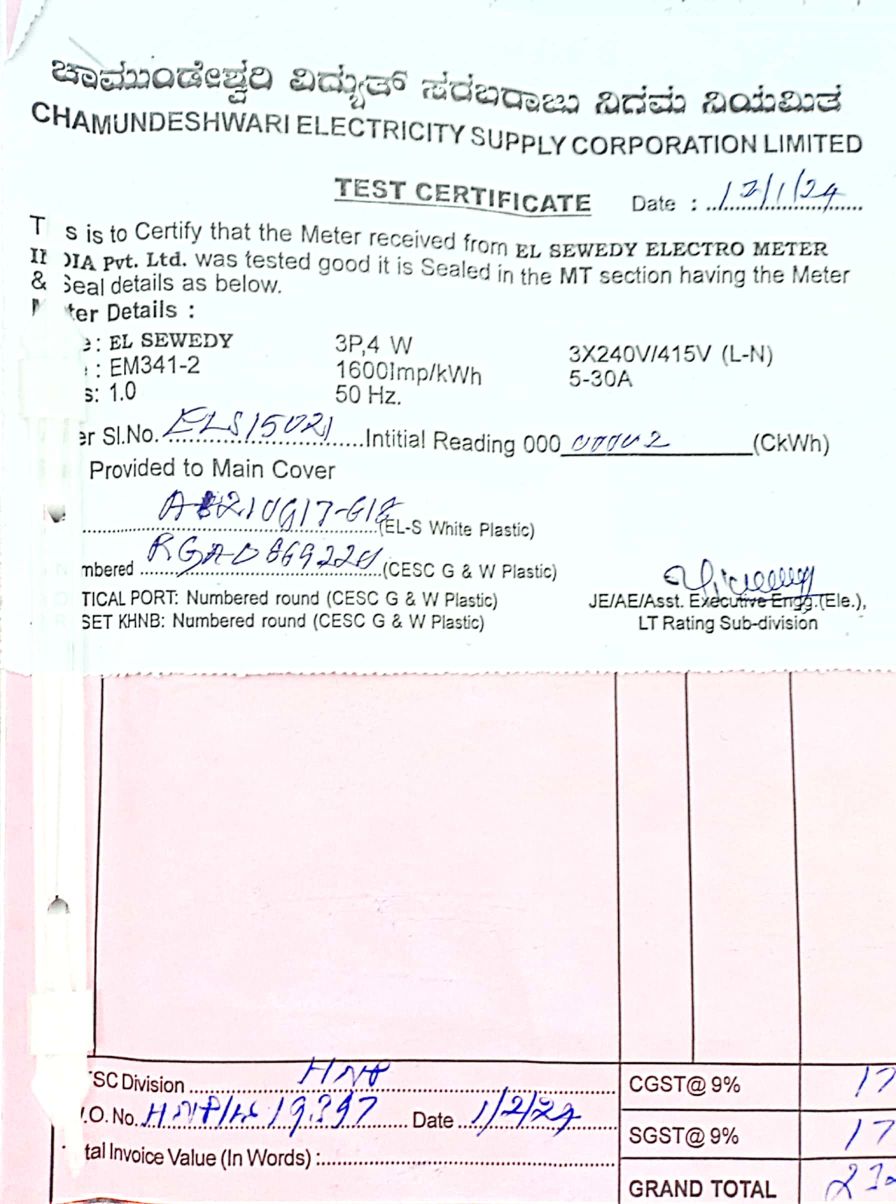 ಚಾಮುಂಡೇಶ್ವರಿ ವಿದ್ಯುತ್ ಸರಬರಾಜು ನಿಗಮ ನಿಯಮಿತ
CHAMUNDESHWARI ELECTRICITY SUPPLY CORPORATION LIMITED
TEST CERTIFICATE Date : 12/1/24
T s is to Certify that the Meter received from EL SEWEDY ELECTRO METER
DIA Pvt. Ltd. was tested good it is Sealed in the MT section having the Meter
& Seal details as below.
ter Details :
: EL SEWEDY 3P,4 W 3X240V/415V (L-N)
: EM341-2 1600Imp/kWh 5-30A
s: 1.0 50 Hz.
er Sl.No. ELS15021 Intitial Reading 000 00002 (CkWh)
Provided to Main Cover
(EL-S White Plastic)
mbered (CESC G & W Plastic)
TICAL PORT: Numbered round (CESC G & W Plastic)
SET KHNB: Numbered round (CESC G & W Plastic)
JE/AE/Asst. Executive Engg.(Ele.),
LT Rating Sub-division
SC Division HNP CGST@ 9% 17
.O. No. Date 1/2/24
SGST@ 9% 17
tal Invoice Value (In Words) :
GRAND TOTAL